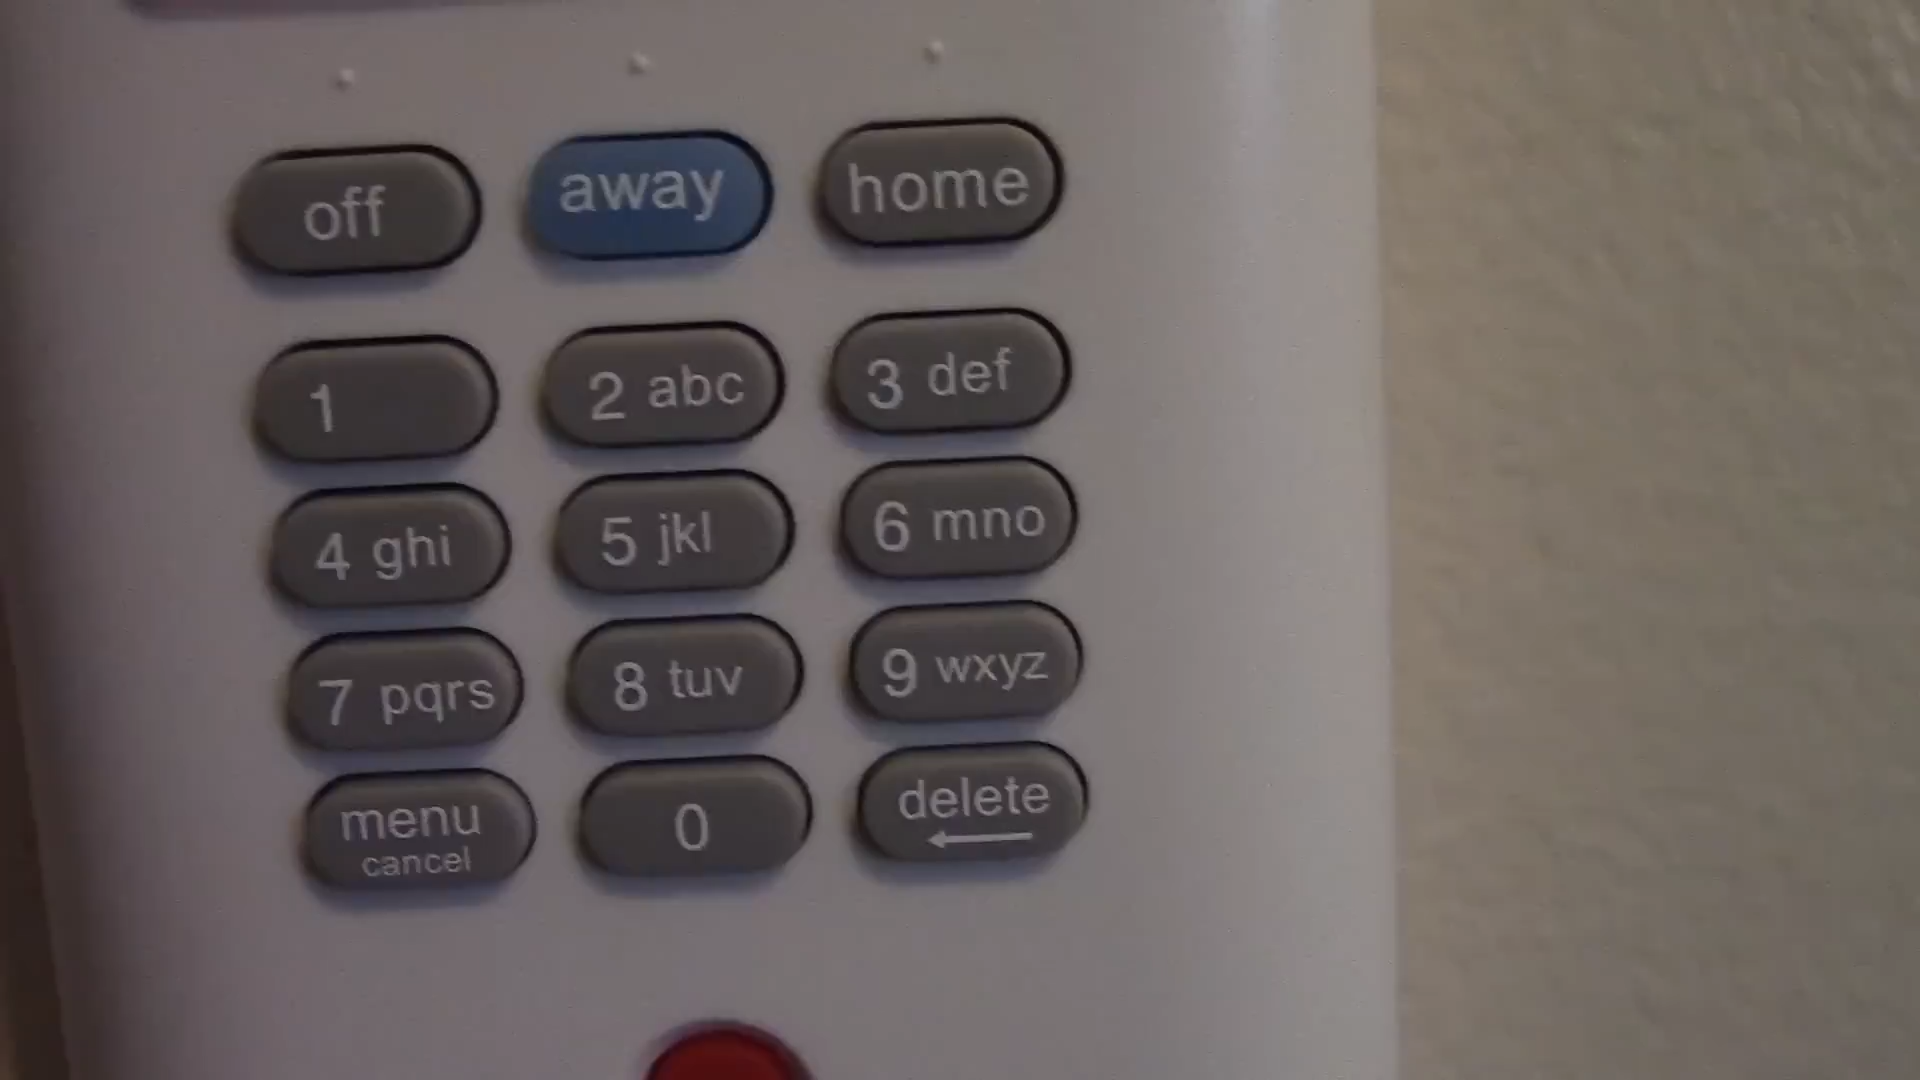 off away home
1 2 abc 3 def
4 ghi 5 jkl 6 mno
7 pqrs 8 tuv 9 wxyz
menu 0 delete
cancel